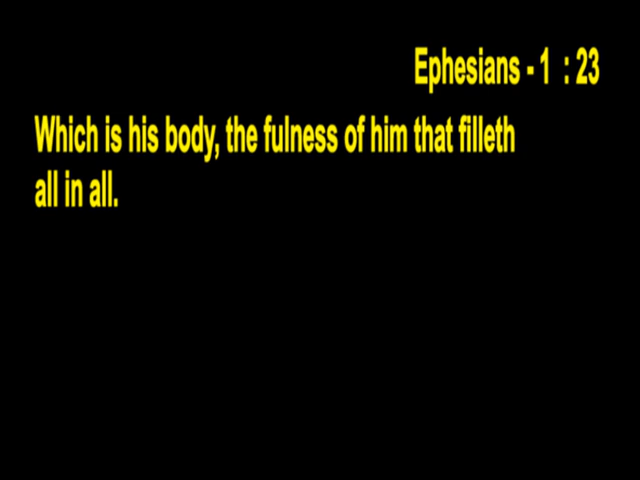 Ephesians - 1 : 23
Which is his body, the fulness of him that filleth
all in all.